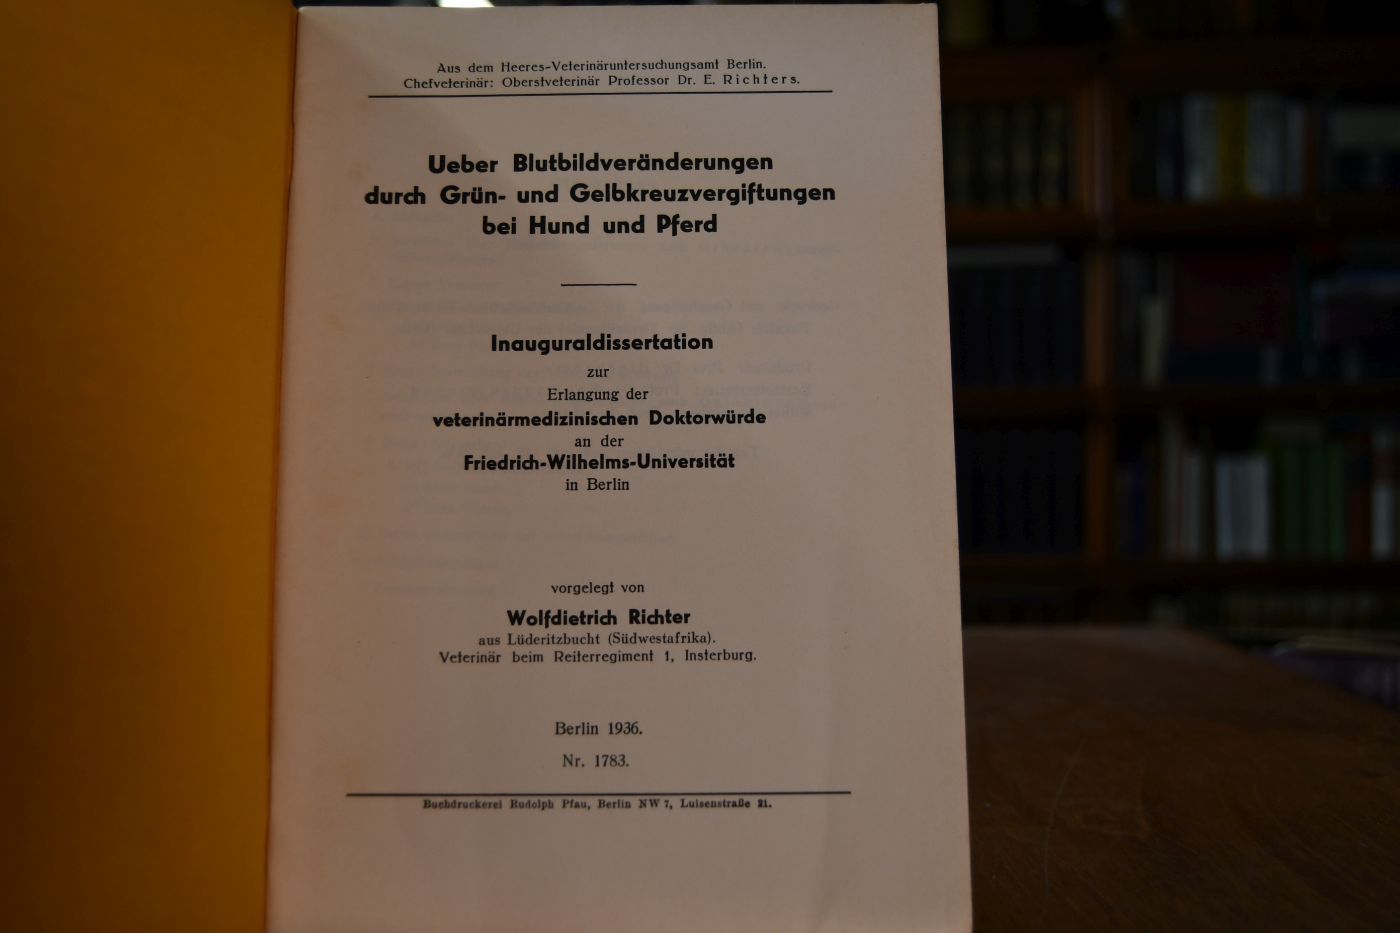 Aus dem Heeres-Veterinäruntersuchungsamt Berlin.
Chefveterinär: Oberstveterinär Professor Dr. E. Richters.
Ueber Blutbildveränderungen
durch Grün- und Gelbkreuzvergiftungen
bei Hund und Pferd
Inauguraldissertation
zur
Erlangung der
veterinärmedizinischen Doktorwürde
an der
Friedrich-Wilhelms-Universität
in Berlin
vorgelegt von
Wolfdietrich Richter
aus Lüderitzbucht (Südwestafrika).
Veterinär beim Reiterregiment 1, Insterburg.
Berlin 1936.
Nr. 1783.
Buchdruckerei Rudolph Pfau, Berlin NW 7, Luisenstraße 21.